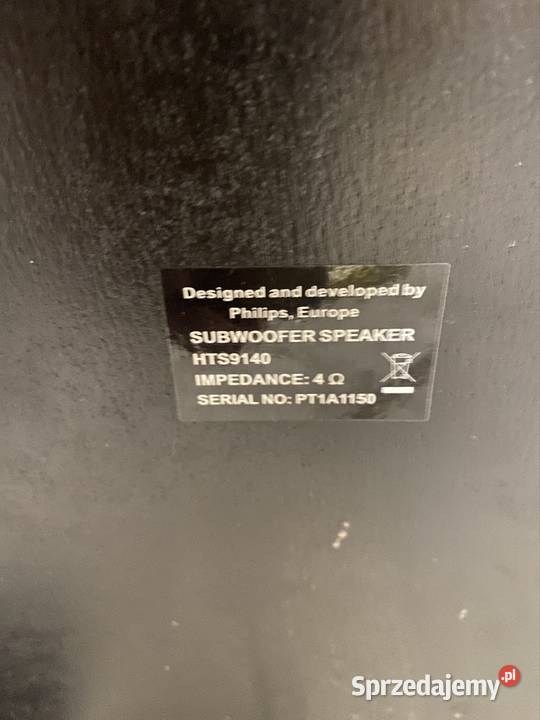 Designed and developed by
Philips, Europe
SUBWOOFER SPEAKER
HTS9140
IMPEDANCE: 4 Ω
SERIAL NO: PT1A1150
Sprzedajemy.pl